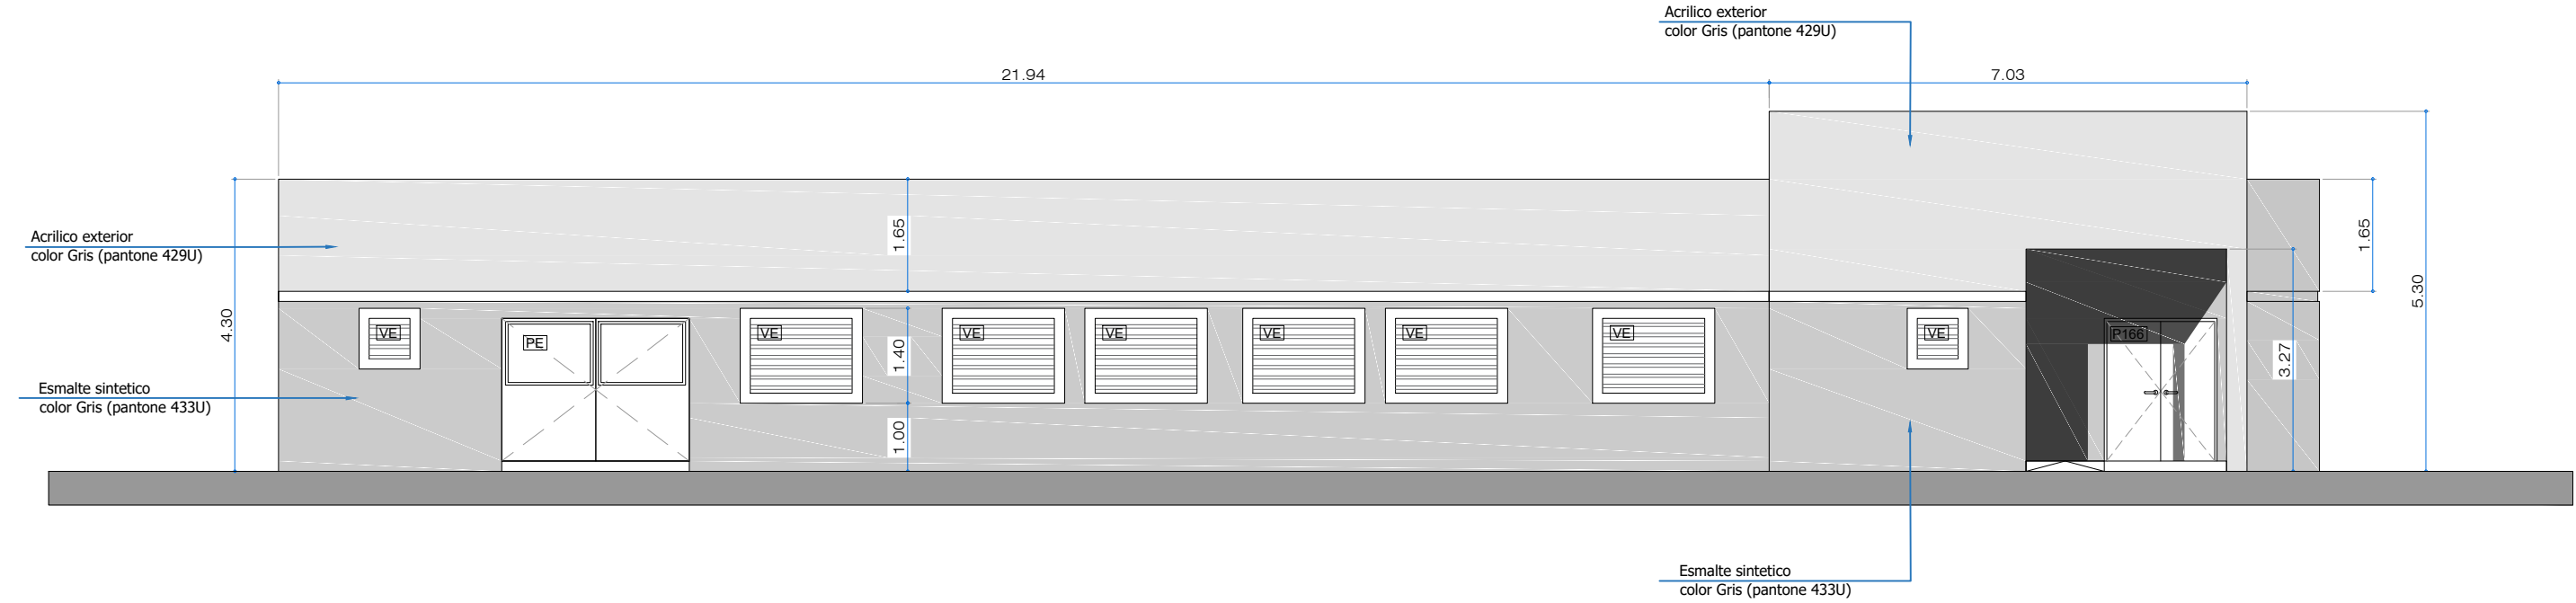 Acrilico exterior
color Gris (pantone 429U)
21.94
7.03
Acrilico exterior
color Gris (pantone 429U)
1.65
1.65
4.30
5.30
Esmalte sintetico
color Gris (pantone 433U)
VE
PE
VE
VE
VE
VE
VE
VE
VE
P166
1.40
3.27
1.00
Esmalte sintetico
color Gris (pantone 433U)